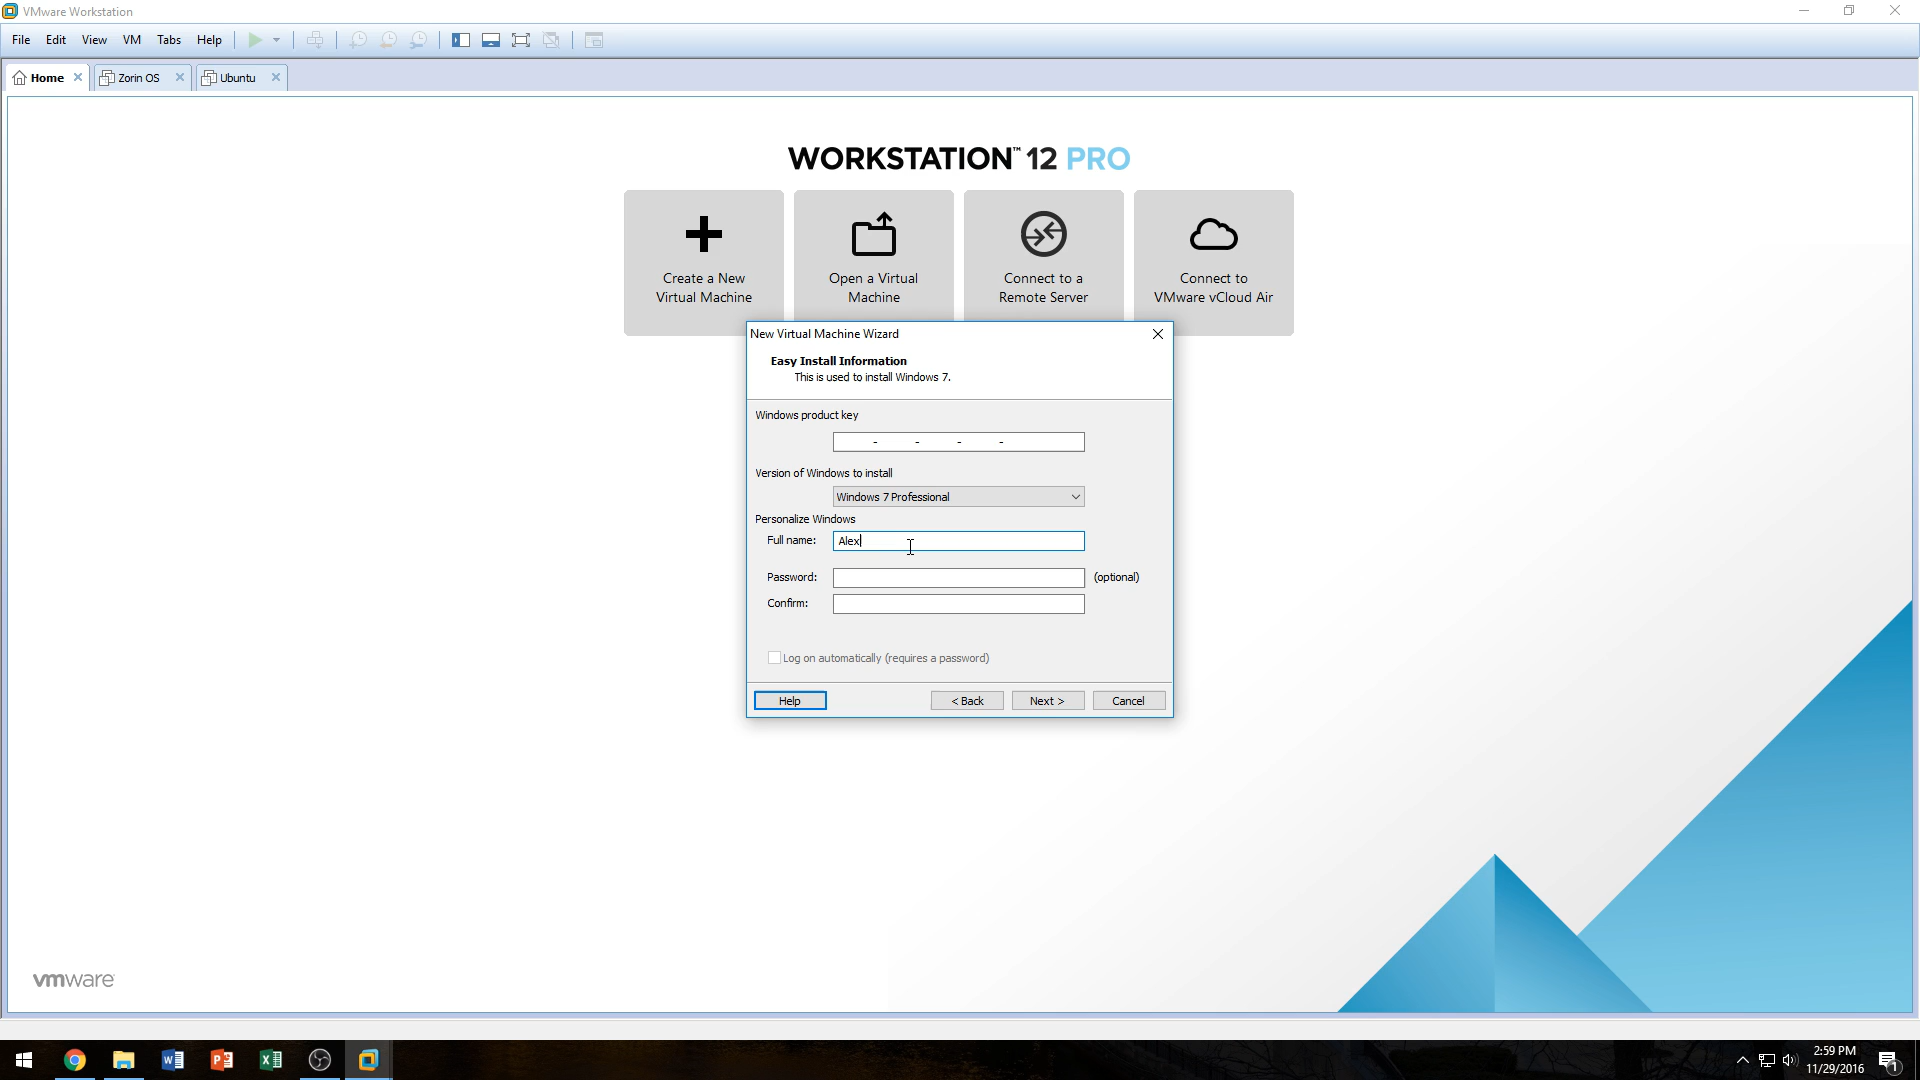 VMware Workstation
File Edit View VM Tabs Help
Home Zorin OS Ubuntu
WORKSTATION™ 12 PRO
Create a New
Virtual Machine
Open a Virtual
Machine
Connect to a
Remote Server
Connect to
VMware vCloud Air
New Virtual Machine Wizard
Easy Install Information
This is used to install Windows 7.
Windows product key
- - - -
Version of Windows to install
Windows 7 Professional
Personalize Windows
Full name: Alex
Password: (optional)
Confirm:
Log on automatically (requires a password)
Help < Back Next > Cancel
vmware
2:59 PM
11/29/2016
1